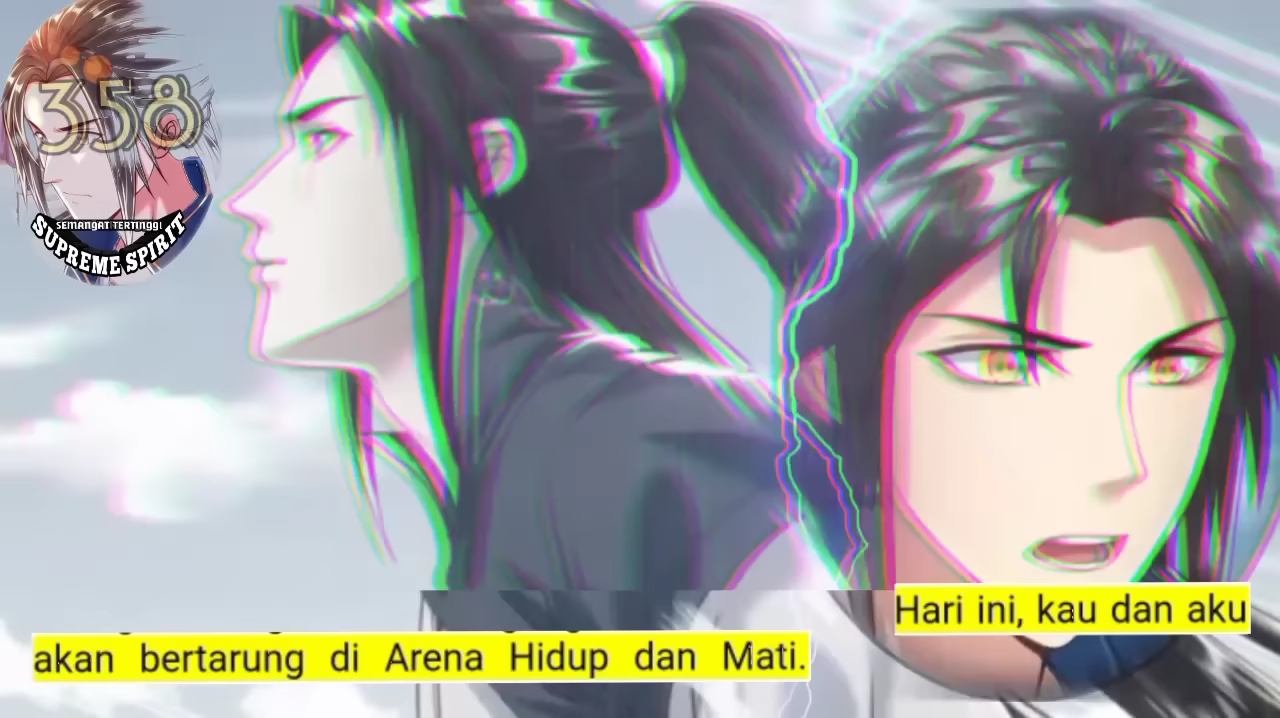 358
SEMANGAT TERTINGGI
SUPREME SPIRIT
Hari ini, kau dan aku
akan bertarung di Arena Hidup dan Mati.